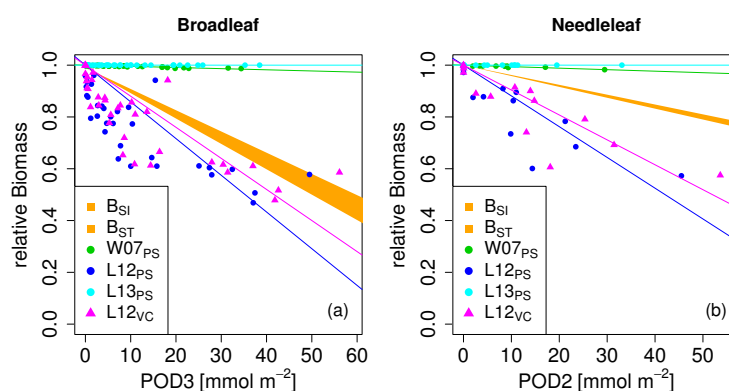 Broadleaf
relative Biomass
1.0
0.8
0.6
0.4
0.2
0.0
B_SI
B_ST
W07_PS
L12_PS
L13_PS
L12_VC
(a)
0 10 20 30 40 50 60
POD3 [mmol m⁻²]
Needleleaf
relative Biomass
1.0
0.8
0.6
0.4
0.2
0.0
B_SI
B_ST
W07_PS
L12_PS
L13_PS
L12_VC
(b)
0 10 20 30 40 50
POD2 [mmol m⁻²]